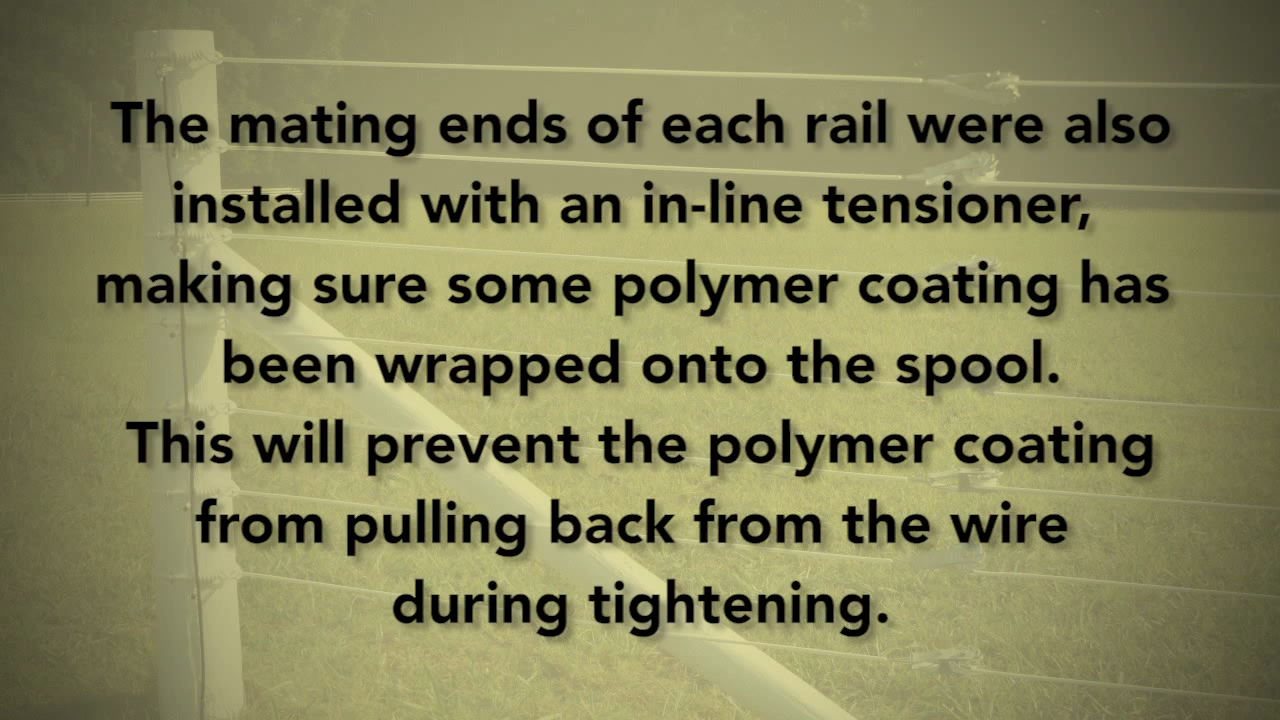 The mating ends of each rail were also
installed with an in-line tensioner,
making sure some polymer coating has
been wrapped onto the spool.
This will prevent the polymer coating
from pulling back from the wire
during tightening.